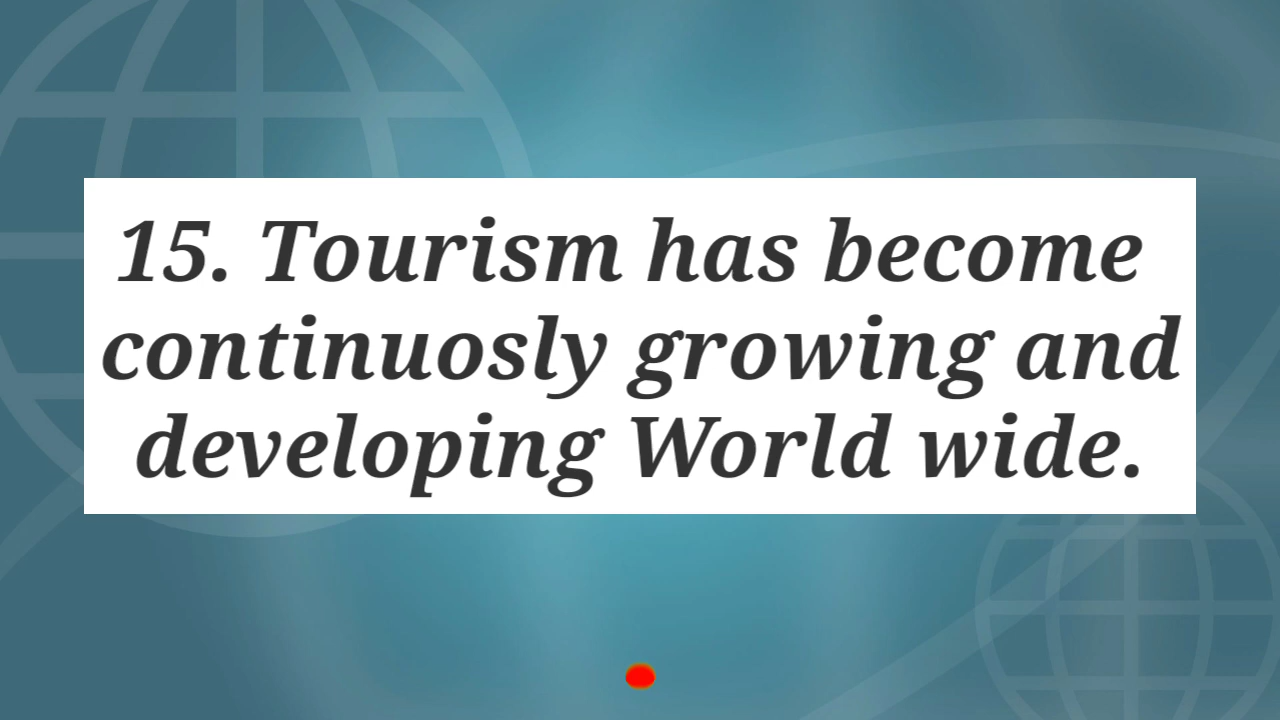 15. Tourism has become
continuosly growing and
developing World wide.